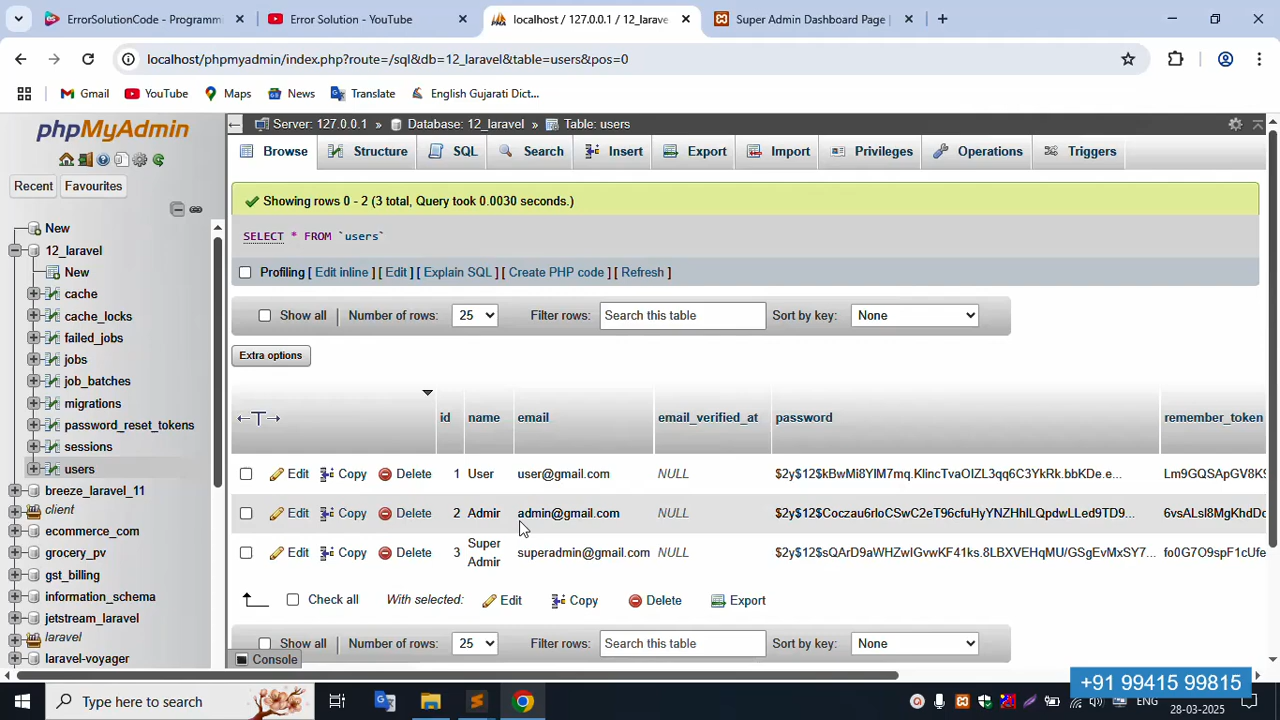 ErrorSolutionCode - Programm
Error Solution - YouTube
localhost / 127.0.0.1 / 12_larave
Super Admin Dashboard Page
localhost/phpmyadmin/index.php?route=/sql&db=12_laravel&table=users&pos=0
Gmail YouTube Maps News Translate English Gujarati Dict...
phpMyAdmin
Recent Favourites
New
12_laravel
New
cache
cache_locks
failed_jobs
jobs
job_batches
migrations
password_reset_tokens
sessions
users
breeze_laravel_11
client
ecommerce_com
grocery_pv
gst_billing
information_schema
jetstream_laravel
laravel
laravel-voyager
Server: 127.0.0.1 » Database: 12_laravel » Table: users
Browse Structure SQL Search Insert Export Import Privileges Operations Triggers
Showing rows 0 - 2 (3 total, Query took 0.0030 seconds.)
SELECT * FROM `users`
Profiling [ Edit inline ] [ Edit ] [ Explain SQL ] [ Create PHP code ] [ Refresh ]
Show all Number of rows: 25 Filter rows: Search this table Sort by key: None
Extra options
←T→ id name email email_verified_at password remember_token
Edit Copy Delete 1 User user@gmail.com NULL
Edit Copy Delete 2 Admir admin@gmail.com NULL
Edit Copy Delete 3 Super Admir superadmin@gmail.com NULL
Check all With selected: Edit Copy Delete Export
Show all Number of rows: 25 Filter rows: Search this table Sort by key: None
Console
+91 99415 99815
Type here to search
ENG
28-03-2025